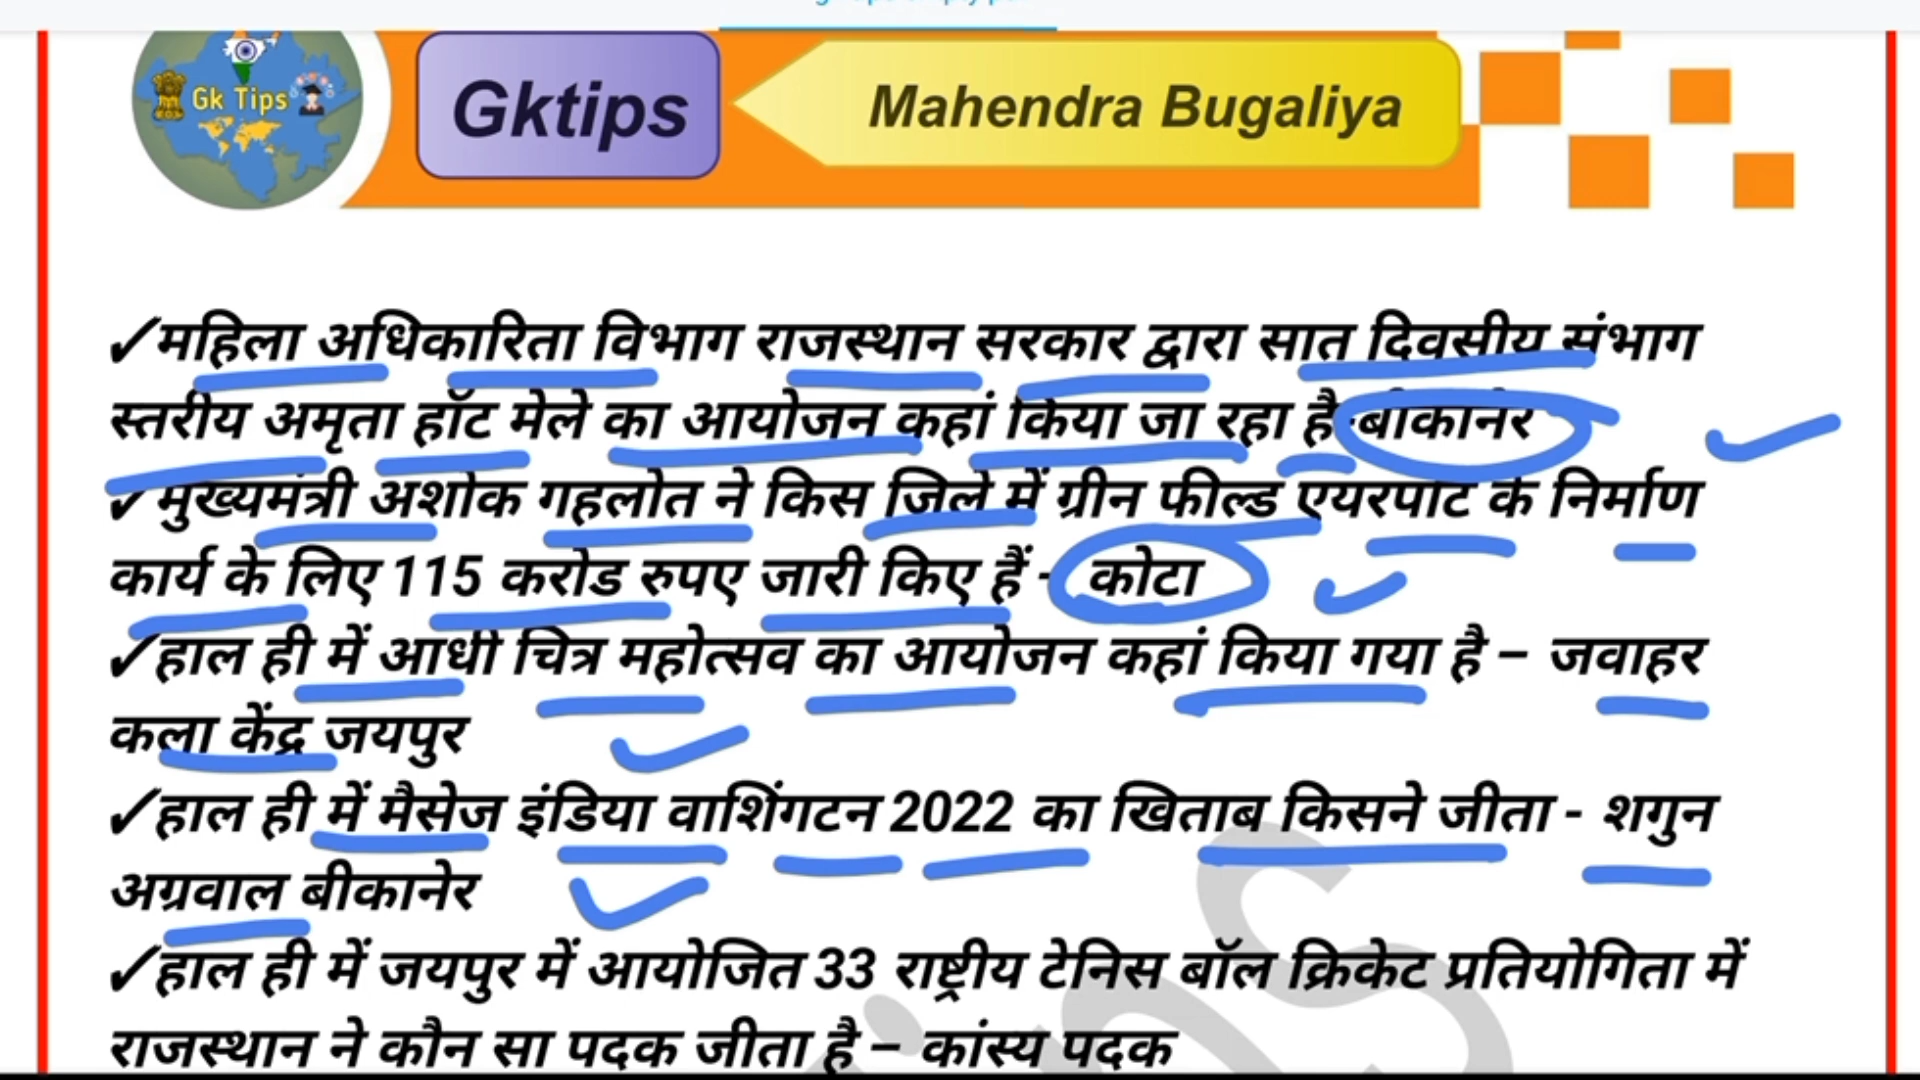 Gk Tips
Gktips
Mahendra Bugaliya
✓महिला अधिकारिता विभाग राजस्थान सरकार द्वारा सात दिवसीय संभाग
स्तरीय अमृता हॉट मेले का आयोजन कहां किया जा रहा है-बीकानेर
✓मुख्यमंत्री अशोक गहलोत ने किस जिले में ग्रीन फील्ड एयरपोर्ट के निर्माण
कार्य के लिए 115 करोड रुपए जारी किए हैं - कोटा
✓हाल ही में आधी चित्र महोत्सव का आयोजन कहां किया गया है – जवाहर
कला केंद्र जयपुर
✓हाल ही में मैसेज इंडिया वाशिंगटन 2022 का खिताब किसने जीता - शगुन
अग्रवाल बीकानेर
✓हाल ही में जयपुर में आयोजित 33 राष्ट्रीय टेनिस बॉल क्रिकेट प्रतियोगिता में
राजस्थान ने कौन सा पदक जीता है – कांस्य पदक